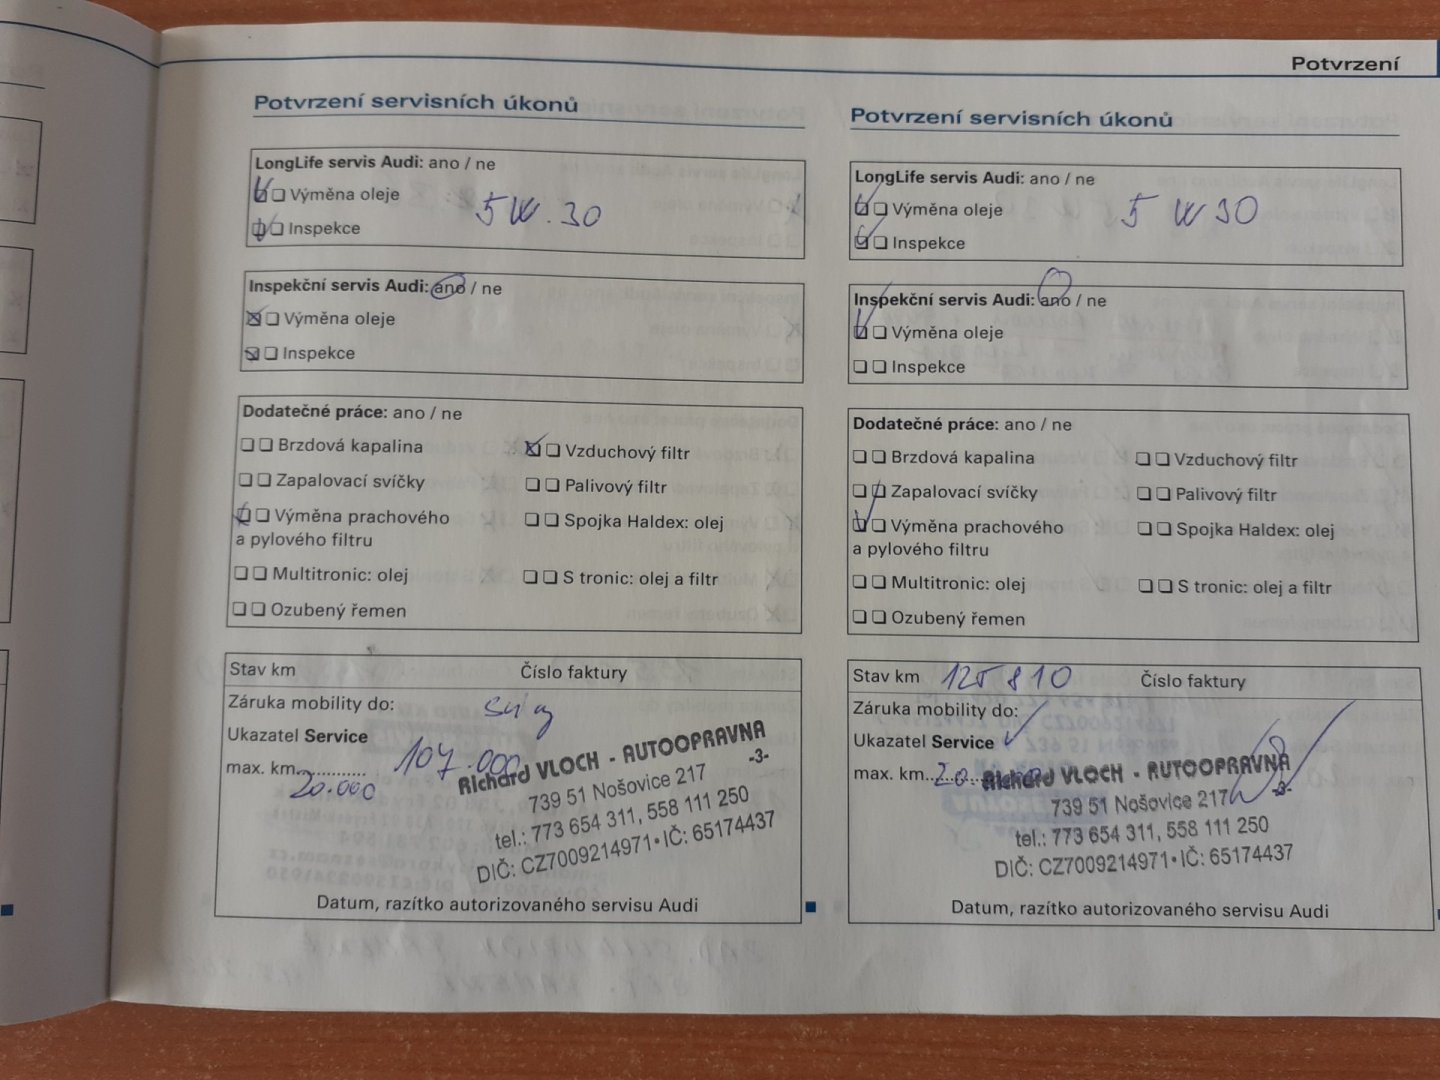 Potvrzení
Potvrzení servisních úkonů
LongLife servis Audi: ano / ne
Výměna oleje
5W.30
Inspekce
Inspekční servis Audi: ano / ne
Výměna oleje
Inspekce
Dodatečné práce: ano / ne
Brzdová kapalina
Vzduchový filtr
Zapalovací svíčky
Palivový filtr
Výměna prachového
a pylového filtru
Spojka Haldex: olej
Multitronic: olej
S tronic: olej a filtr
Ozubený řemen
Stav km
Číslo faktury
Záruka mobility do:
Ukazatel Service
107.000
max. km
20.000
Richard VLOCH - AUTOOPRAVNA
-3-
739 51 Nošovice 217
tel.: 773 654 311, 558 111 250
DIČ: CZ7009214971•IČ: 65174437
Datum, razítko autorizovaného servisu Audi
Potvrzení servisních úkonů
LongLife servis Audi: ano / ne
Výměna oleje
5 W 30
Inspekce
Inspekční servis Audi: ano / ne
Výměna oleje
Inspekce
Dodatečné práce: ano / ne
Brzdová kapalina
Vzduchový filtr
Zapalovací svíčky
Palivový filtr
Výměna prachového
a pylového filtru
Spojka Haldex: olej
Multitronic: olej
S tronic: olej a filtr
Ozubený řemen
Stav km 125 810
Číslo faktury
Záruka mobility do:
Ukazatel Service
max. km
Richard VLOCH - AUTOOPRAVNA
-3-
739 51 Nošovice 217
tel.: 773 654 311, 558 111 250
DIČ: CZ7009214971•IČ: 65174437
Datum, razítko autorizovaného servisu Audi